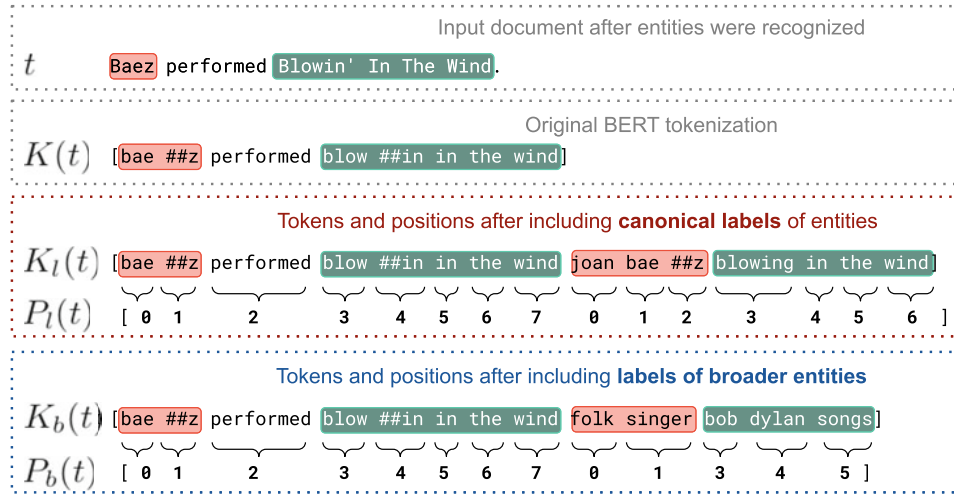 Input document after entities were recognized
t Baez performed Blowin' In The Wind.
Original BERT tokenization
K(t) [bae ##z performed blow ##in in the wind]
Tokens and positions after including canonical labels of entities
Kₗ(t) [bae ##z performed blow ##in in the wind joan bae ##z blowing in the wind]
Pₗ(t) [ 0 1 2 3 4 5 6 7 0 1 2 3 4 5 6 ]
Tokens and positions after including labels of broader entities
K_b(t) [bae ##z performed blow ##in in the wind folk singer bob dylan songs]
P_b(t) [ 0 1 2 3 4 5 6 7 0 1 3 4 5 ]